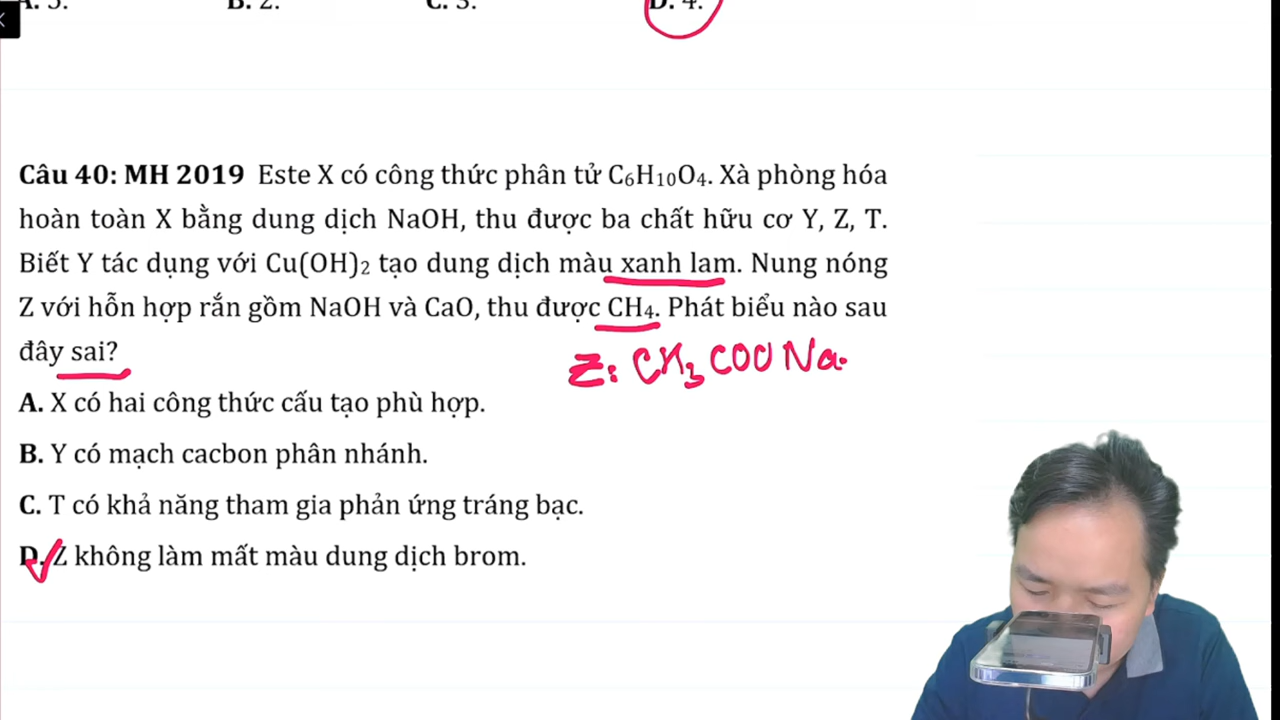 A. 5. B. 2. C. 3. D. 4.
Câu 40: MH 2019 Este X có công thức phân tử C₆H₁₀O₄. Xà phòng hóa
hoàn toàn X bằng dung dịch NaOH, thu được ba chất hữu cơ Y, Z, T.
Biết Y tác dụng với Cu(OH)₂ tạo dung dịch màu xanh lam. Nung nóng
Z với hỗn hợp rắn gồm NaOH và CaO, thu được CH₄. Phát biểu nào sau
đây sai?
Z: CH₃COONa.
A. X có hai công thức cấu tạo phù hợp.
B. Y có mạch cacbon phân nhánh.
C. T có khả năng tham gia phản ứng tráng bạc.
D. Z không làm mất màu dung dịch brom.